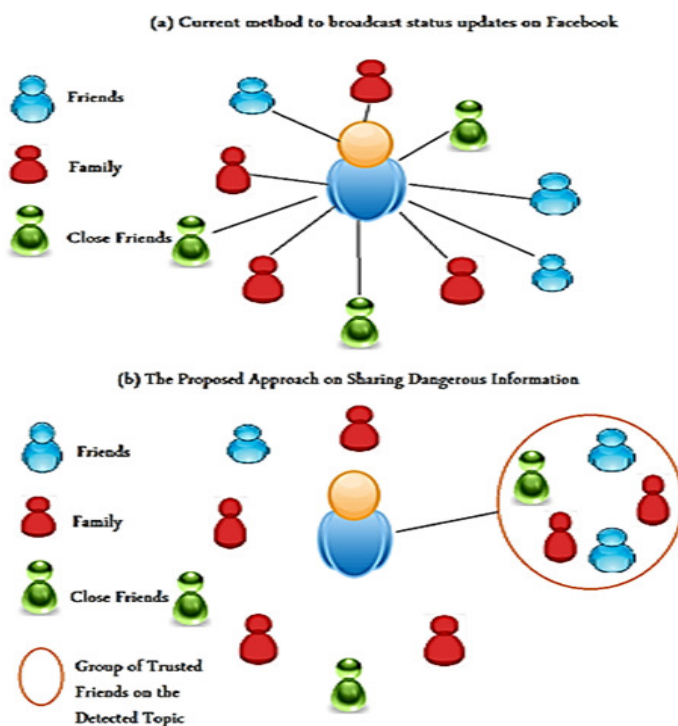 (a) Current method to broadcast status updates on Facebook
Friends
Family
Close Friends
(b) The Proposed Approach on Sharing Dangerous Information
Friends
Family
Close Friends
Group of Trusted
Friends on the
Detected Topic